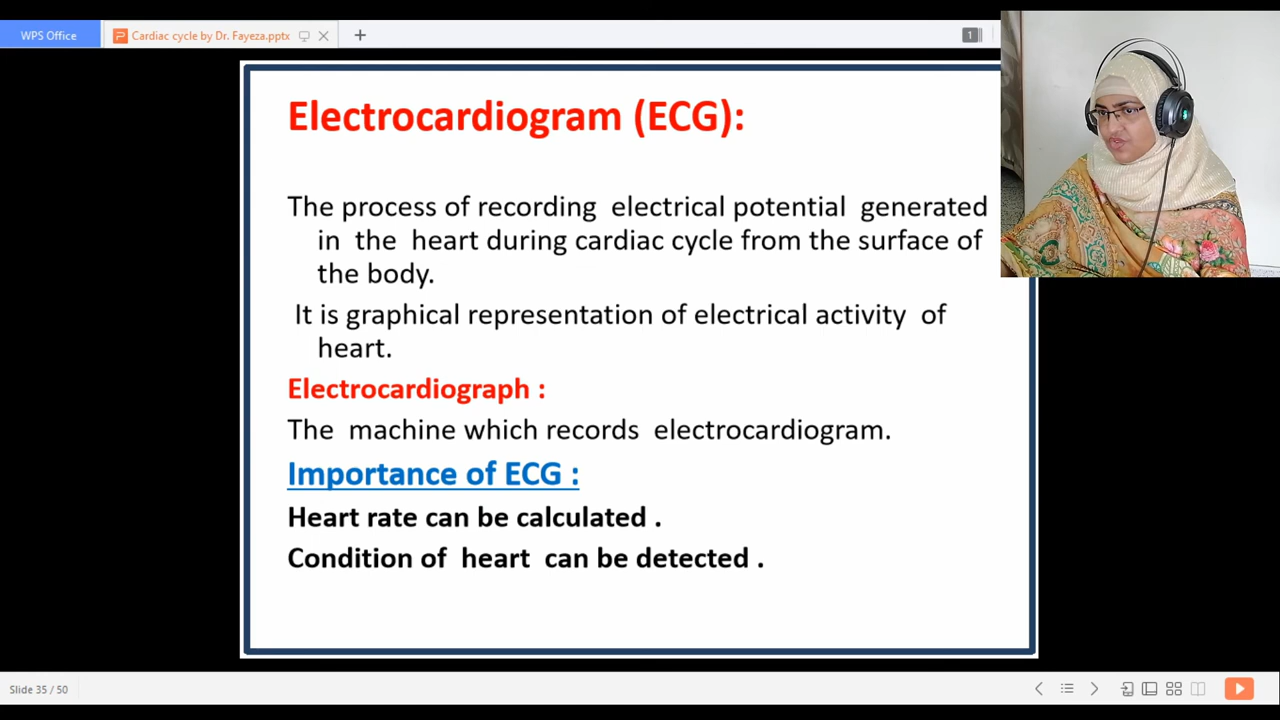 WPS Office
Cardiac cycle by Dr. Fayeza.pptx
1
Electrocardiogram (ECG):
The process of recording electrical potential generated
in the heart during cardiac cycle from the surface of
the body.
It is graphical representation of electrical activity of
heart.
Electrocardiograph :
The machine which records electrocardiogram.
Importance of ECG :
Heart rate can be calculated .
Condition of heart can be detected .
Slide 35 / 50